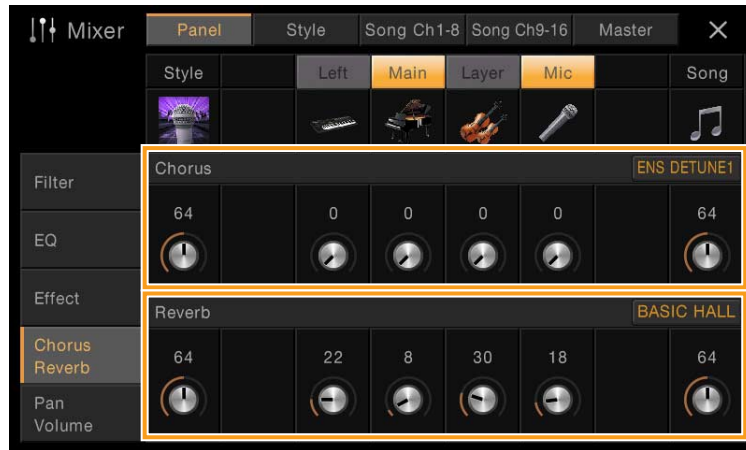 Mixer Panel Style Song Ch1-8 Song Ch9-16 Master
Style Left Main Layer Mic Song
Filter
EQ
Effect
Chorus
Reverb
Pan
Volume
Chorus ENS DETUNE1
64 0 0 0 0 64
Reverb BASIC HALL
64 22 8 30 18 64